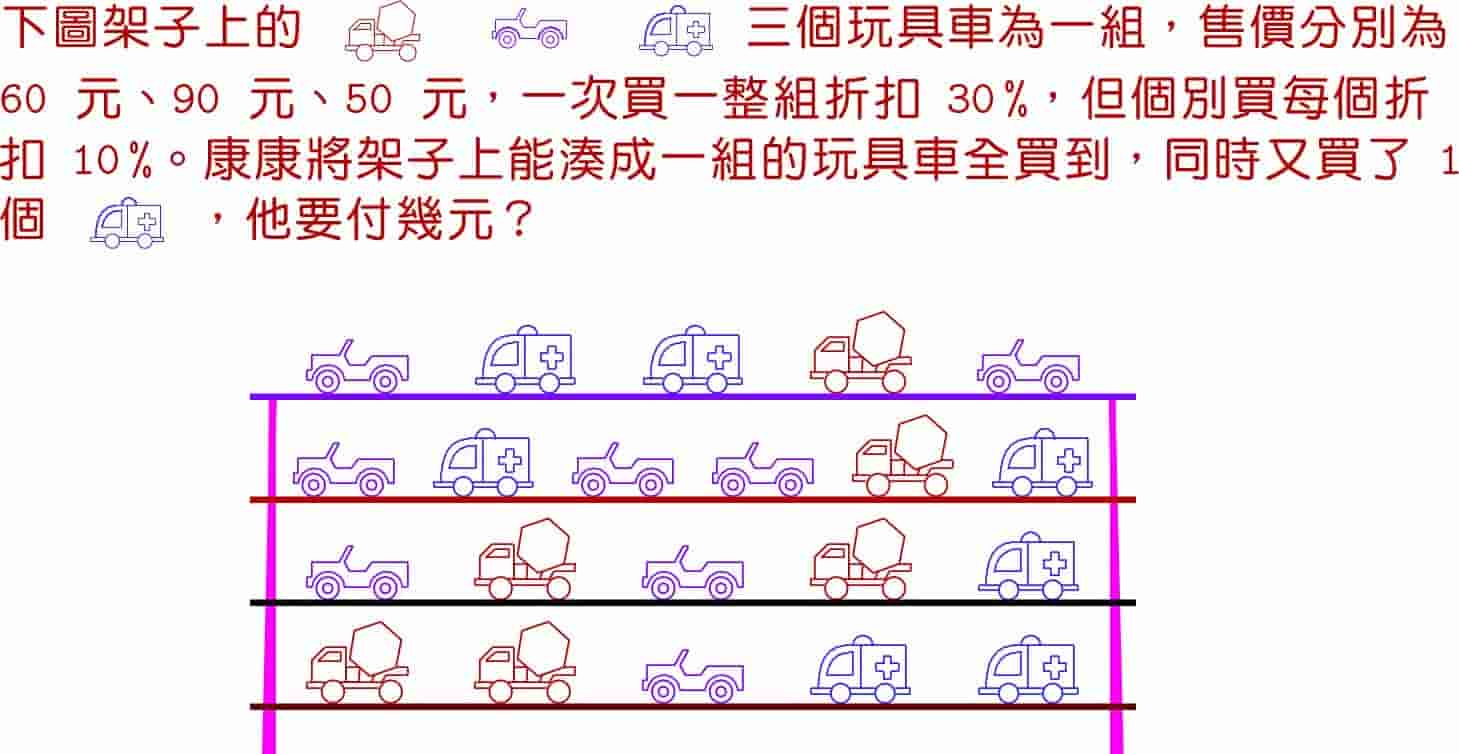 下圖架子上的 三個玩具車為一組，售價分別為
60 元、90 元、50 元，一次買一整組折扣 30%，但個別買每個折
扣 10%。康康將架子上能湊成一組的玩具車全買到，同時又買了 1
個 ，他要付幾元？